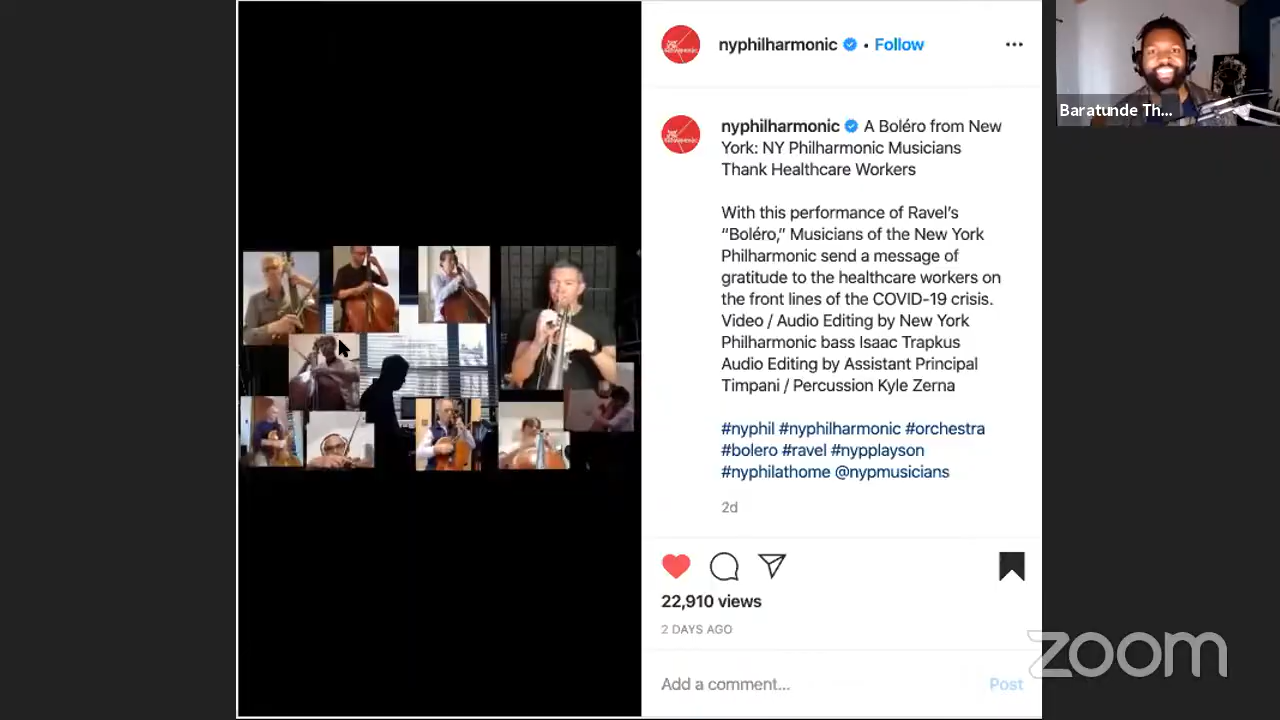 nyphilharmonic • Follow
Baratunde Th...
nyphilharmonic A Boléro from New
York: NY Philharmonic Musicians
Thank Healthcare Workers
With this performance of Ravel’s
“Boléro,” Musicians of the New York
Philharmonic send a message of
gratitude to the healthcare workers on
the front lines of the COVID-19 crisis.
Video / Audio Editing by New York
Philharmonic bass Isaac Trapkus
Audio Editing by Assistant Principal
Timpani / Percussion Kyle Zerna
#nyphil #nyphilharmonic #orchestra
#bolero #ravel #nypplayson
#nyphilathome @nypmusicians
2d
22,910 views
2 DAYS AGO
zoom
Add a comment...
Post